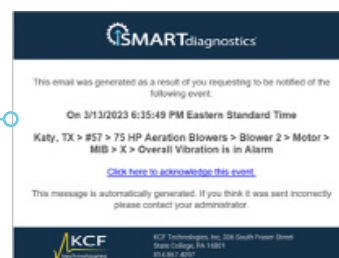 SMARTdiagnostics
This email was generated as a result of you requesting to be notified of the
following event:
On 3/13/2023 6:35:49 PM Eastern Standard Time
Katy, TX > #57 > 75 HP Aeration Blowers > Blower 2 > Motor >
MIB > X > Overall Vibration is in Alarm
Click here to acknowledge this event.
This message is automatically generated. If you think it was sent incorrectly
please contact your administrator.
KCF
technologies
KCF Technologies, Inc. 336 South Fraser Street
State College, PA 16801
814.867.4097